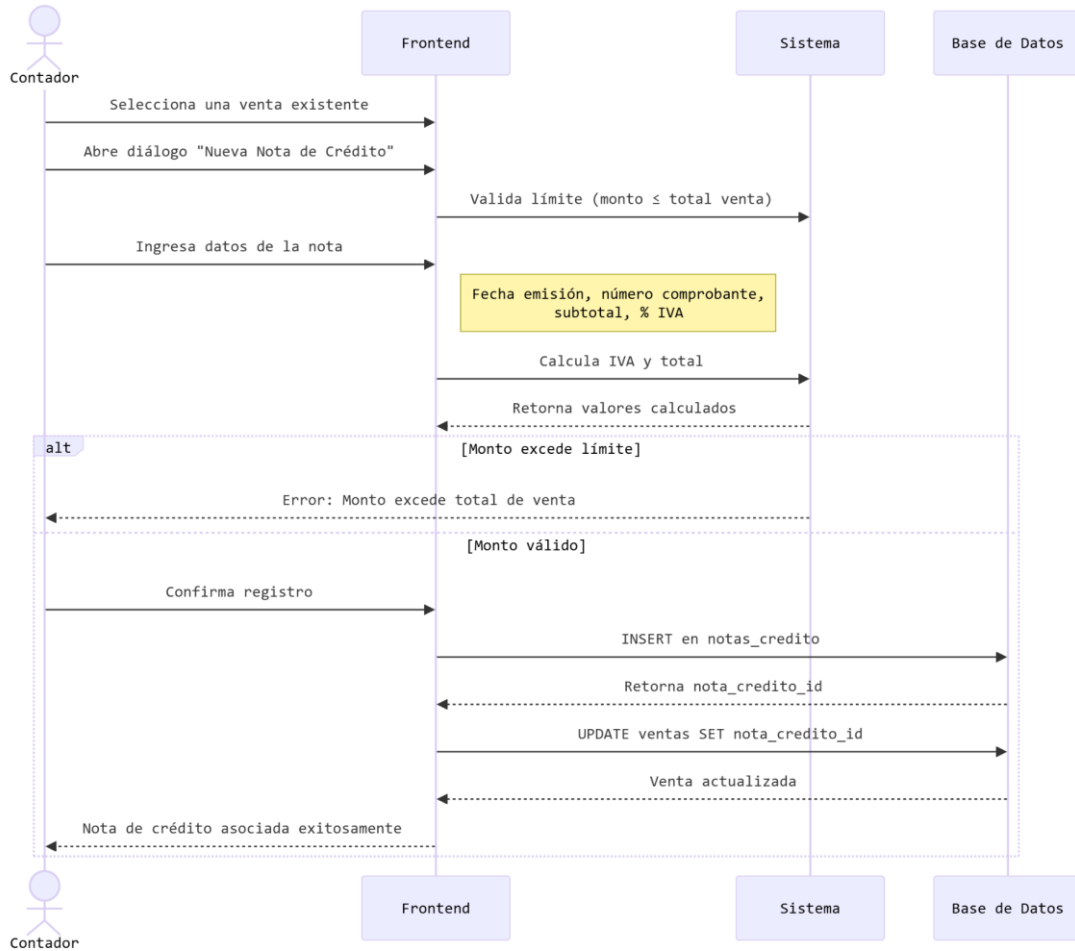 Frontend
Sistema
Base de Datos
Contador
Selecciona una venta existente
Abre diálogo "Nueva Nota de Crédito"
Valida límite (monto ≤ total venta)
Ingresa datos de la nota
Fecha emisión, número comprobante,
subtotal, % IVA
Calcula IVA y total
Retorna valores calculados
alt
[Monto excede límite]
Error: Monto excede total de venta
[Monto válido]
Confirma registro
INSERT en notas_credito
Retorna nota_credito_id
UPDATE ventas SET nota_credito_id
Venta actualizada
Nota de crédito asociada exitosamente
Frontend
Sistema
Base de Datos
Contador